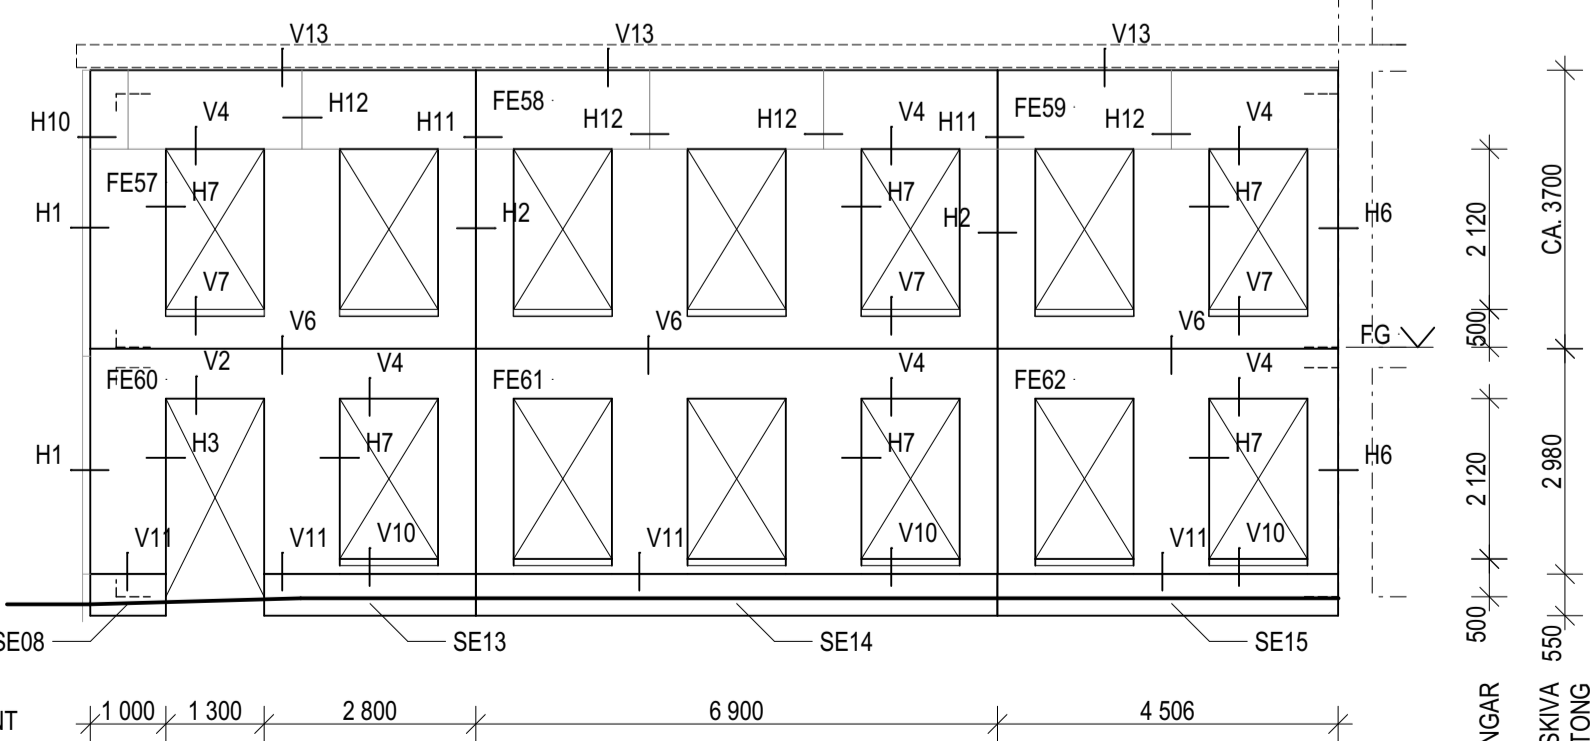 V13 V13 V13
H10 V4 H12 H11 FE58 H12 H12 V4 H11 FE59 H12 V4
FE57 H7 H7 H7
H1 H2 H2 H6
V7 V7 V7
V6 V6 V6
FG
FE60 V2 V4 FE61 V4 FE62 V4
H1 H3 H7 H7 H7 H6
V11 V11 V10 V11 V10 V11 V10
SE08 SE13 SE14 SE15
1 000 1 300 2 800 6 900 4 506
2 120
500
2 120
500
CA. 3700
2 980
550